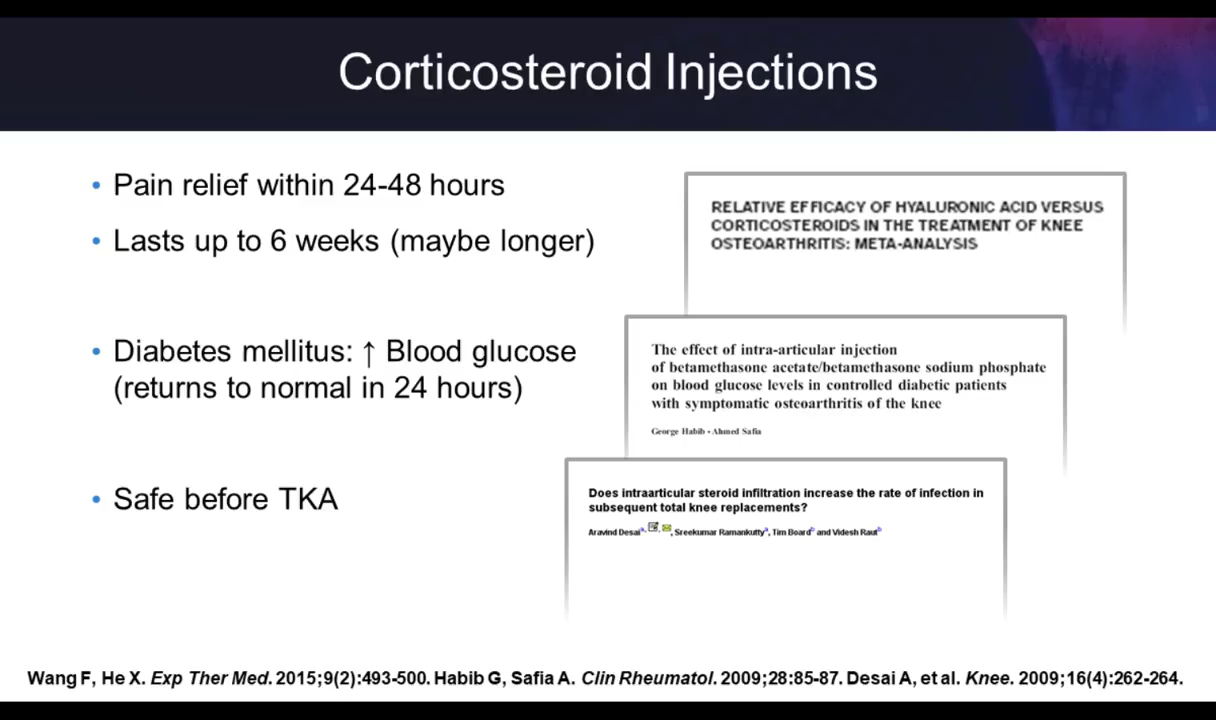 Corticosteroid Injections
• Pain relief within 24-48 hours
• Lasts up to 6 weeks (maybe longer)
• Diabetes mellitus: ↑ Blood glucose
(returns to normal in 24 hours)
• Safe before TKA
RELATIVE EFFICACY OF HYALURONIC ACID VERSUS
CORTICOSTEROIDS IN THE TREATMENT OF KNEE
OSTEOARTHRITIS: META-ANALYSIS
The effect of intra-articular injection
of betamethasone acetate/betamethasone sodium phosphate
on blood glucose levels in controlled diabetic patients
with symptomatic osteoarthritis of the knee
George Habib · Ahmed Safia
Does intraarticular steroid infiltration increase the rate of infection in
subsequent total knee replacements?
Aravind Desai a, , Sreekumar Ramankutty a, Tim Board b and Videsh Raut b
Wang F, He X. Exp Ther Med. 2015;9(2):493-500. Habib G, Safia A. Clin Rheumatol. 2009;28:85-87. Desai A, et al. Knee. 2009;16(4):262-264.